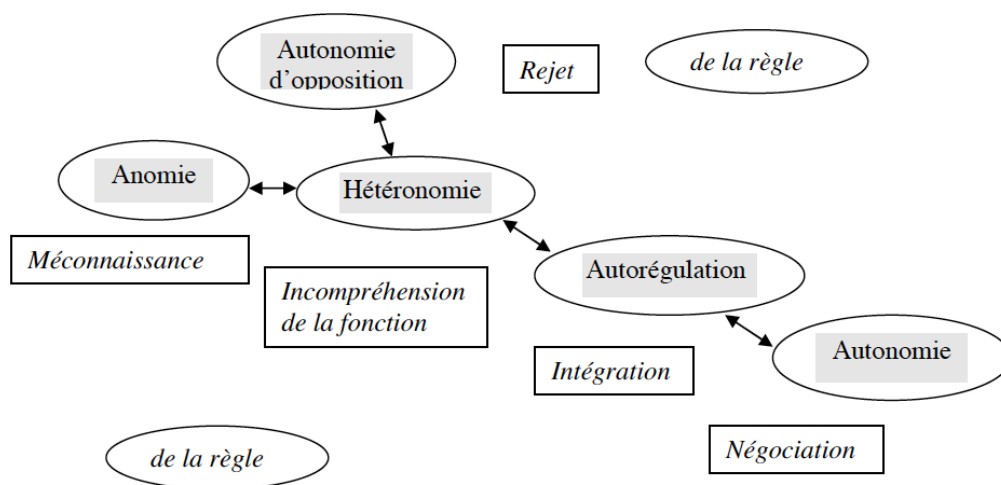 Autonomie
d'opposition
Rejet
de la règle
Anomie
Hétéronomie
Méconnaissance
Incompréhension
de la fonction
Autorégulation
Intégration
Autonomie
Négociation
de la règle